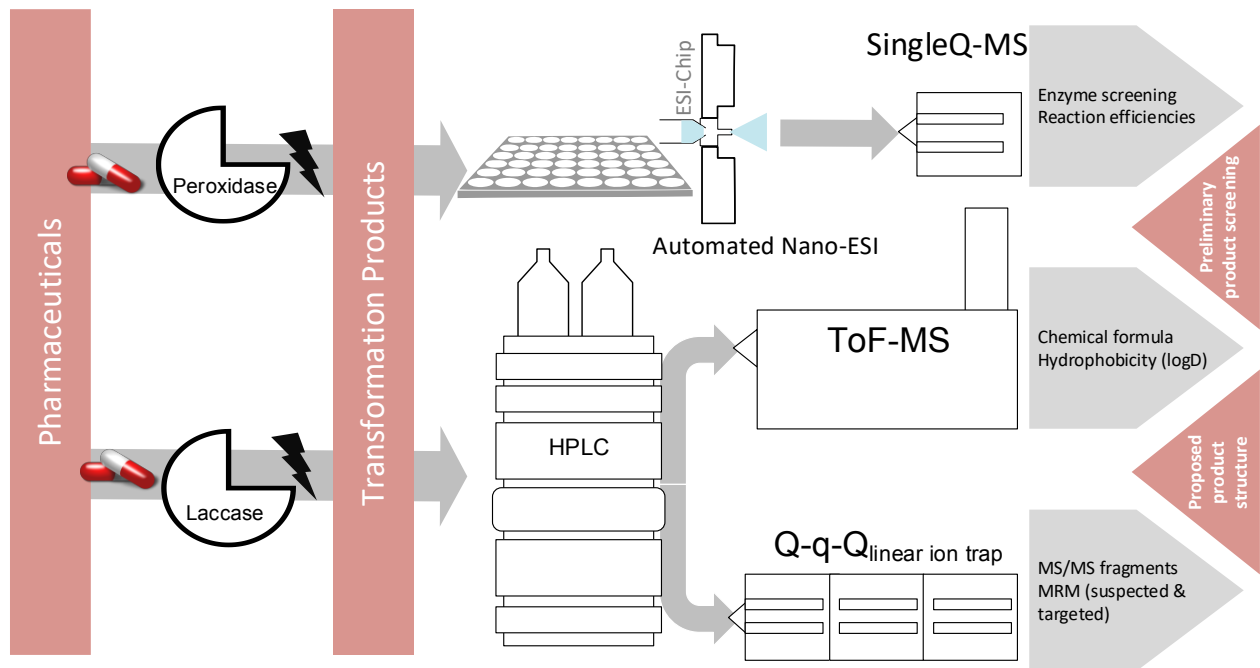 Pharmaceuticals
Peroxidase
Laccase
Transformation Products
ESI-Chip
Automated Nano-ESI
SingleQ-MS
HPLC
ToF-MS
Q-q-Qlinear ion trap
Enzyme screening
Reaction efficiencies
Preliminary
product screening
Chemical formula
Hydrophobicity (logD)
Proposed
product
structure
MS/MS fragments
MRM (suspected &
targeted)